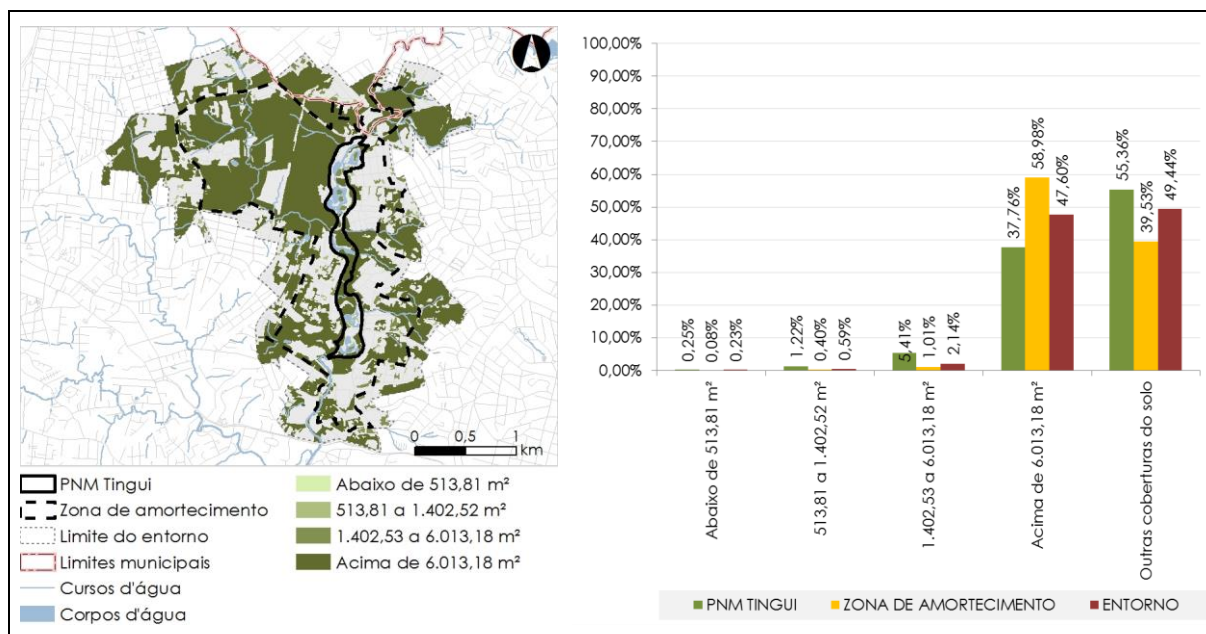 0 0,5 1
km
PNM Tingui
Zona de amortecimento
Limite do entorno
Limites municipais
Cursos d'água
Corpos d'água
Abaixo de 513,81 m²
513,81 a 1.402,52 m²
1.402,53 a 6.013,18 m²
Acima de 6.013,18 m²
100,00%
90,00%
80,00%
70,00%
60,00%
50,00%
40,00%
30,00%
20,00%
10,00%
0,00%
0,25%
0,08%
0,23%
1,22%
0,40%
0,59%
5,41%
1,01%
2,14%
37,76%
58,98%
47,60%
55,36%
39,53%
49,44%
Abaixo de 513,81 m²
513,81 a 1.402,52 m²
1.402,53 a 6.013,18 m²
Acima de 6.013,18 m²
Outras coberturas do solo
PNM TINGUI ZONA DE AMORTECIMENTO ENTORNO